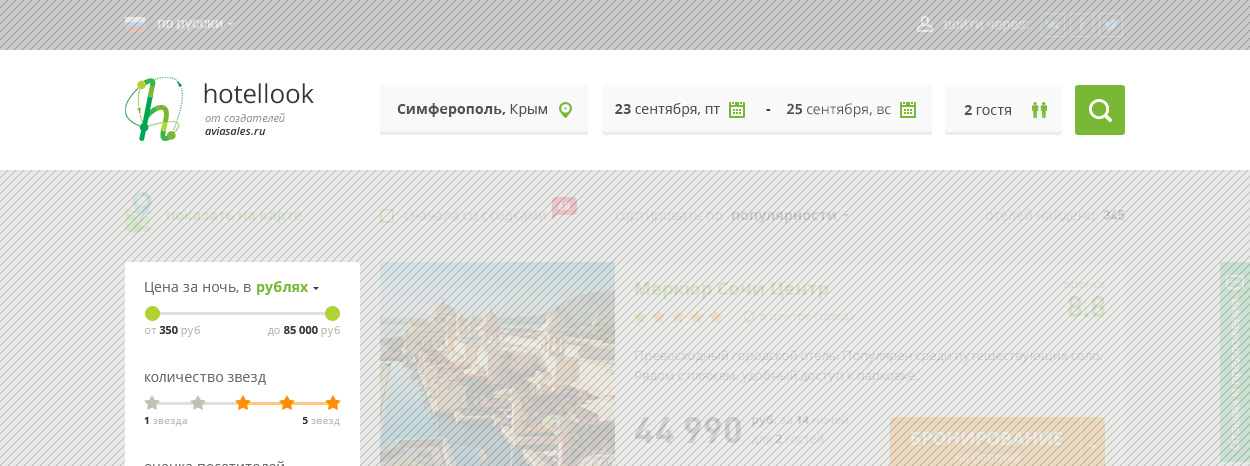 по русски
войти через:
hotellook
от создателей
aviasales.ru
Симферополь, Крым
23 сентября, пт - 25 сентября, вс
2 гостя
показать на карте
сначала со скидками
68
сортировать по популярности
отелей найдено: 345
Цена за ночь, в рублях
от 350 руб до 85 000 руб
количество звезд
1 звезда 5 звезд
оценка посетителей
Меркюр Сочи Центр
8.8
Превосходный городской отель. Популярен среди путешествующих соло.
Рядом с пляжем, удобный доступ к парковке.
44 990 руб. за 14 ночей
для 2 гостей
БРОНИРОВАНИЕ